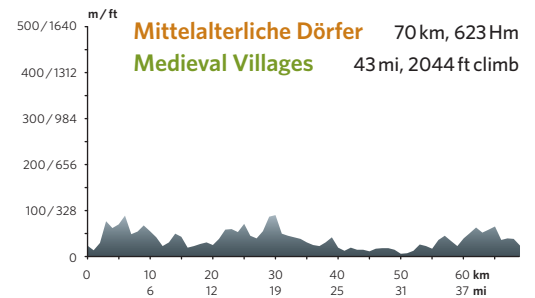 m / ft
500 / 1640
Mittelalterliche Dörfer 70 km, 623 Hm
Medieval Villages 43 mi, 2044 ft climb
400 / 1312
300 / 984
200 / 656
100 / 328
0
0 10 20 30 40 50 60 km
6 12 19 25 31 37 mi